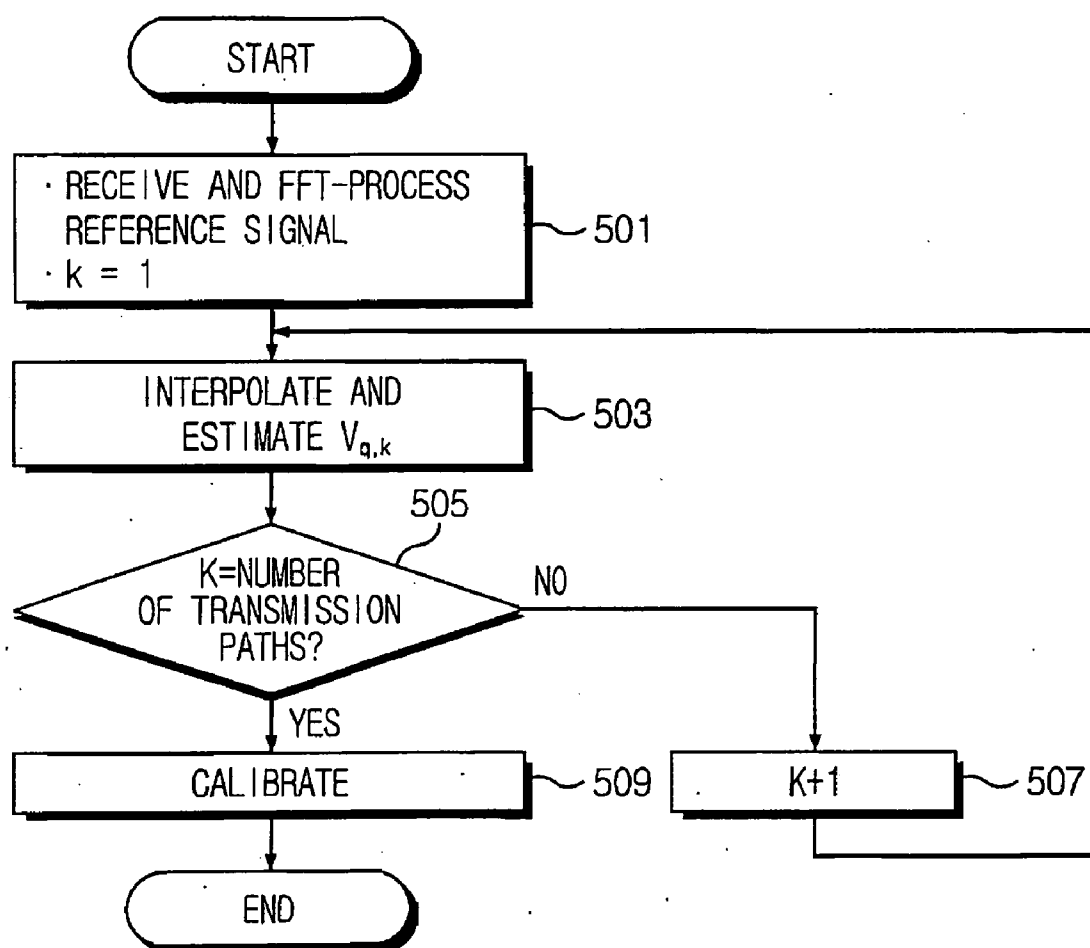 START
· RECEIVE AND FFT-PROCESS
REFERENCE SIGNAL
· k = 1
501
INTERPOLATE AND
ESTIMATE Vq,k
503
505
K=NUMBER
OF TRANSMISSION
PATHS?
NO
YES
CALIBRATE
509
K+1
507
END